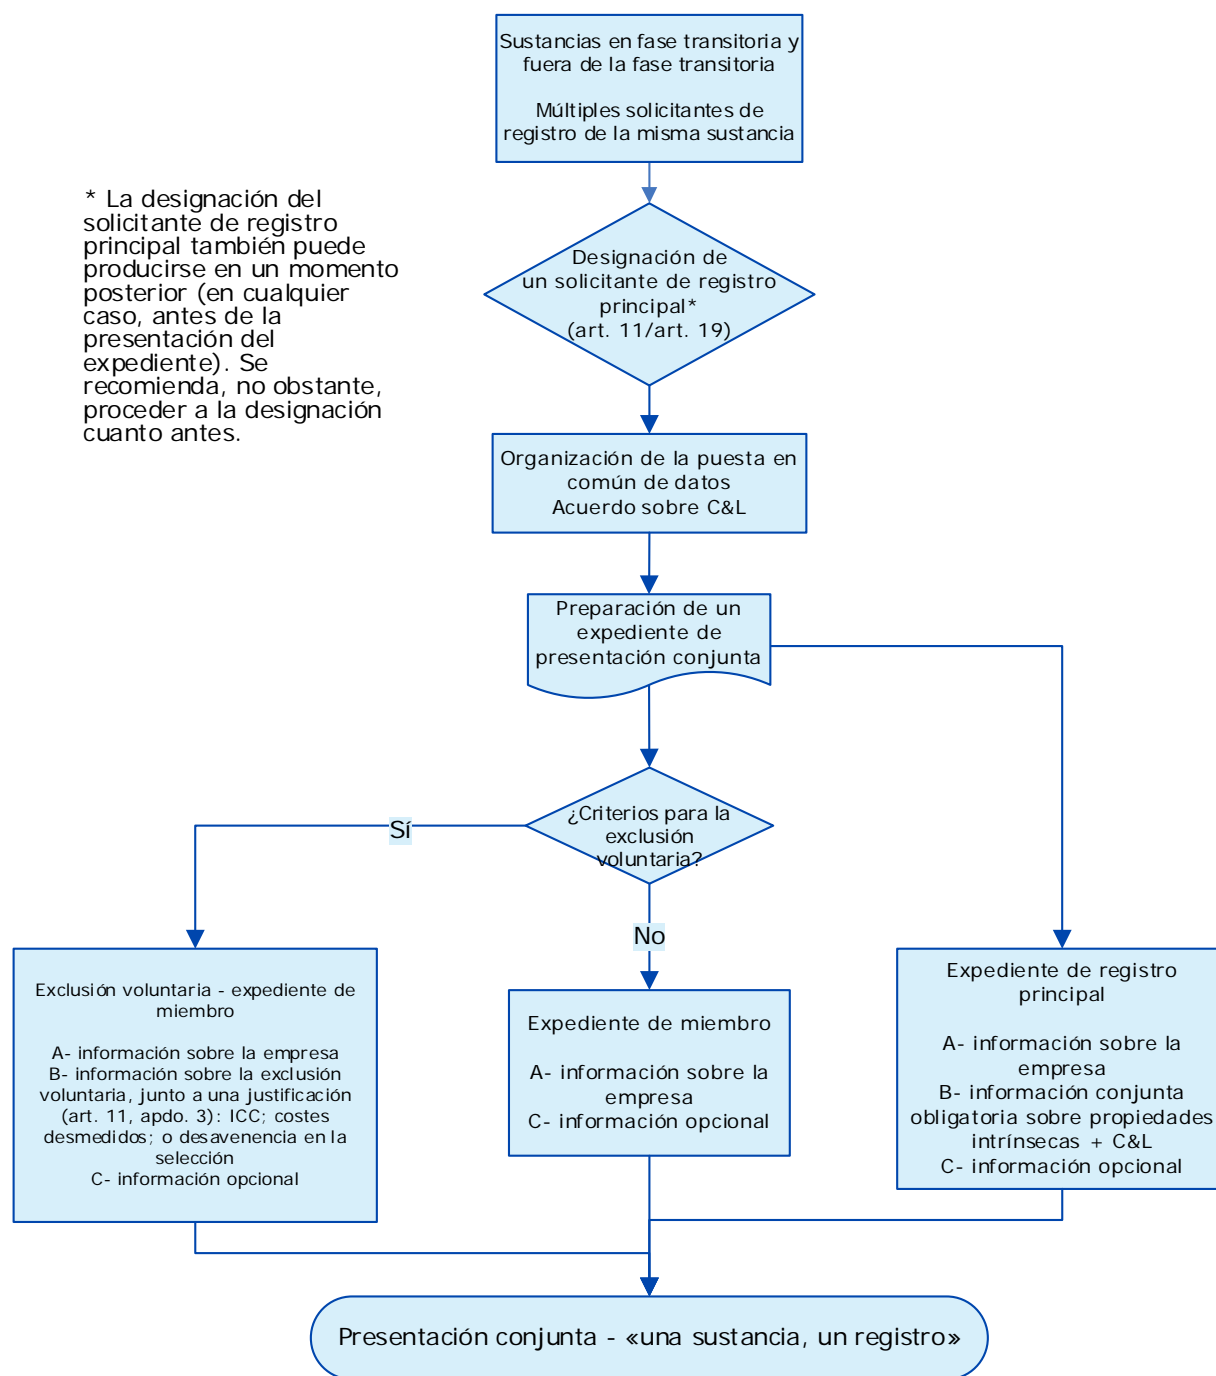 Sustancias en fase transitoria y
fuera de la fase transitoria
Múltiples solicitantes de
registro de la misma sustancia
* La designación del
solicitante de registro
principal también puede
producirse en un momento
posterior (en cualquier
caso, antes de la
presentación del
expediente). Se
recomienda, no obstante,
proceder a la designación
cuanto antes.
Designación de
un solicitante de registro
principal*
(art. 11/art. 19)
Organización de la puesta en
común de datos
Acuerdo sobre C&L
Preparación de un
expediente de
presentación conjunta
¿Criterios para la
exclusión
voluntaria?
Sí
No
Exclusión voluntaria - expediente de
miembro
A- información sobre la empresa
B- información sobre la exclusión
voluntaria, junto a una justificación
(art. 11, apdo. 3): ICC; costes
desmedidos; o desavenencia en la
selección
C- información opcional
Expediente de miembro
A- información sobre la
empresa
C- información opcional
Expediente de registro
principal
A- información sobre la
empresa
B- información conjunta
obligatoria sobre propiedades
intrínsecas + C&L
C- información opcional
Presentación conjunta - «una sustancia, un registro»